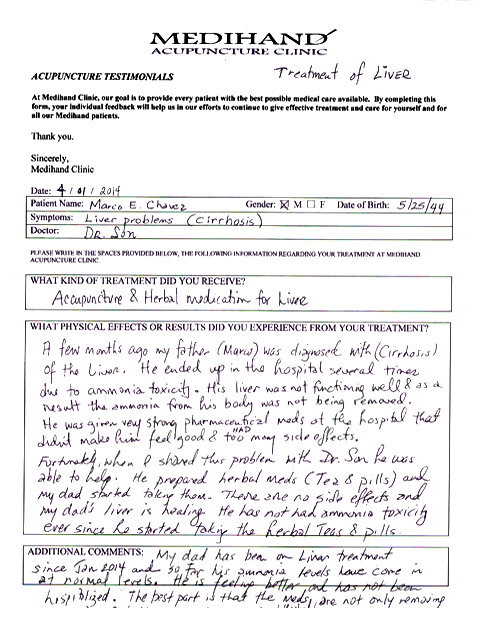 MEDIHAND
ACUPUNCTURE CLINIC
ACUPUNCTURE TESTIMONIALS
Treatment of Liver
At Medihand Clinic, our goal is to provide every patient with the best possible medical care available. By completing this
form, your individual feedback will help us in our efforts to continue to give effective treatment and care for yourself and for
all our Medihand patients.
Thank you.
Sincerely,
Medihand Clinic
Date: 4/01/2014
Patient Name: Marco E. Chavez Gender: ☒ M ☐ F Date of Birth: 5/25/44
Symptoms: Liver problems (Cirrhosis)
Doctor: Dr. Son
PLEASE WRITE IN THE SPACES PROVIDED BELOW, THE FOLLOWING INFORMATION REGARDING YOUR TREATMENT AT MEDIHAND
ACUPUNCTURE CLINIC.
WHAT KIND OF TREATMENT DID YOU RECEIVE?
Accupuncture & Herbal medication for Liver
WHAT PHYSICAL EFFECTS OR RESULTS DID YOU EXPERIENCE FROM YOUR TREATMENT?
A few months ago my father (Marco) was diagnosed with (Cirrhosis)
Of the Liver. He ended up in the hospital several times
due to ammonia toxicity. His liver was not functioning well & as a
result the ammonia from his body was not being removed.
He was given very strong pharmaceutical meds at the hospital that
didn't make him feel good & HAD too many side effects.
Fortunately, when I shared this problem with Dr. Son he was
able to help. He prepared herbal meds (Tea & pills) and
my dad started taking them. There are no side effects and
my dad's liver is healing. He has not had ammonia toxicity
ever since he started taking the herbal Teas & pills.
ADDITIONAL COMMENTS: My dad has been on Liver treatment
since Jan 2014 and so far his ammonia levels have come in
at normal levels. He is feeling better and has not been
hospitalized. The best part is that the meds, are not only removing